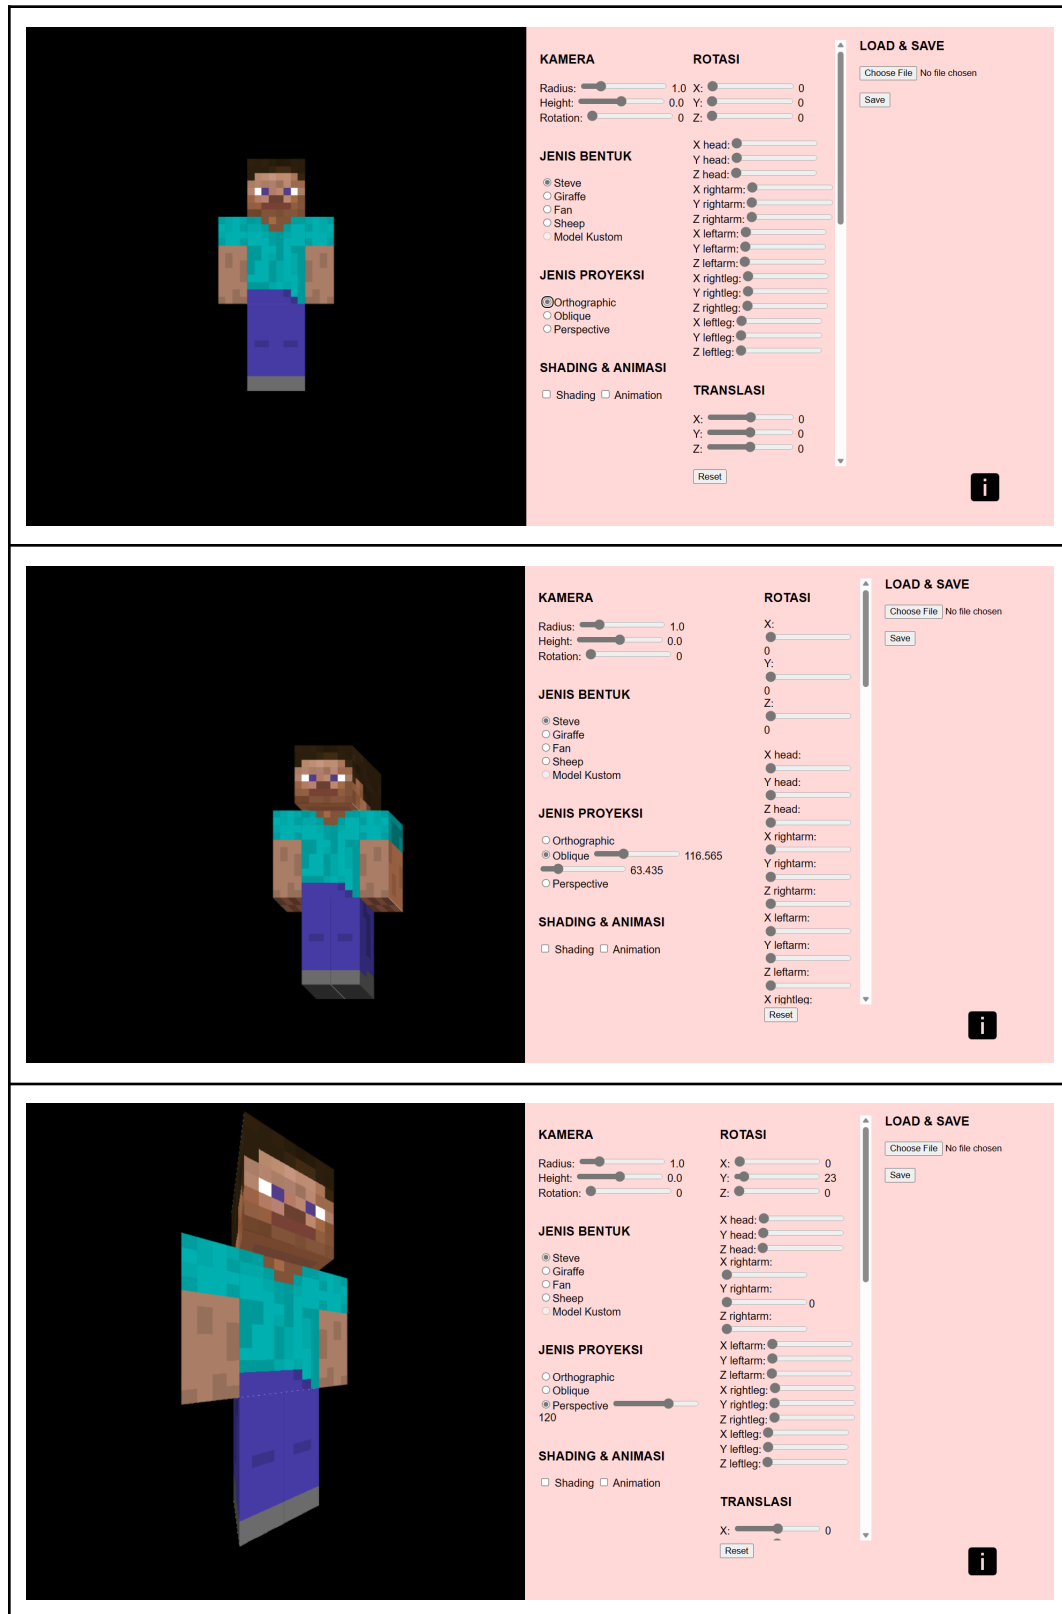 KAMERA
Radius: 1.0
Height: 0.0
Rotation: 0
JENIS BENTUK
Steve
Giraffe
Fan
Sheep
Model Kustom
JENIS PROYEKSI
Orthographic
Oblique
Perspective
SHADING & ANIMASI
Shading Animation
ROTASI
X: 0
Y: 0
Z: 0
X head:
Y head:
Z head:
X rightarm:
Y rightarm:
Z rightarm:
X leftarm:
Y leftarm:
Z leftarm:
X rightleg:
Y rightleg:
Z rightleg:
X leftleg:
Y leftleg:
Z leftleg:
TRANSLASI
X: 0
Y: 0
Z: 0
Reset
LOAD & SAVE
Choose File No file chosen
Save
i
KAMERA
Radius: 1.0
Height: 0.0
Rotation: 0
JENIS BENTUK
Steve
Giraffe
Fan
Sheep
Model Kustom
JENIS PROYEKSI
Orthographic
Oblique 116.565
63.435
Perspective
SHADING & ANIMASI
Shading Animation
ROTASI
X:
0
Y:
0
Z:
0
X head:
Y head:
Z head:
X rightarm:
Y rightarm:
Z rightarm:
X leftarm:
Y leftarm:
Z leftarm:
X rightleg:
Reset
LOAD & SAVE
Choose File No file chosen
Save
i
KAMERA
Radius: 1.0
Height: 0.0
Rotation: 0
JENIS BENTUK
Steve
Giraffe
Fan
Sheep
Model Kustom
JENIS PROYEKSI
Orthographic
Oblique
Perspective
120
SHADING & ANIMASI
Shading Animation
ROTASI
X: 0
Y: 23
Z: 0
X head:
Y head:
Z head:
X rightarm:
Y rightarm:
0
Z rightarm:
X leftarm:
Y leftarm:
Z leftarm:
X rightleg:
Y rightleg:
Z rightleg:
X leftleg:
Y leftleg:
Z leftleg:
TRANSLASI
X: 0
Reset
LOAD & SAVE
Choose File No file chosen
Save
i